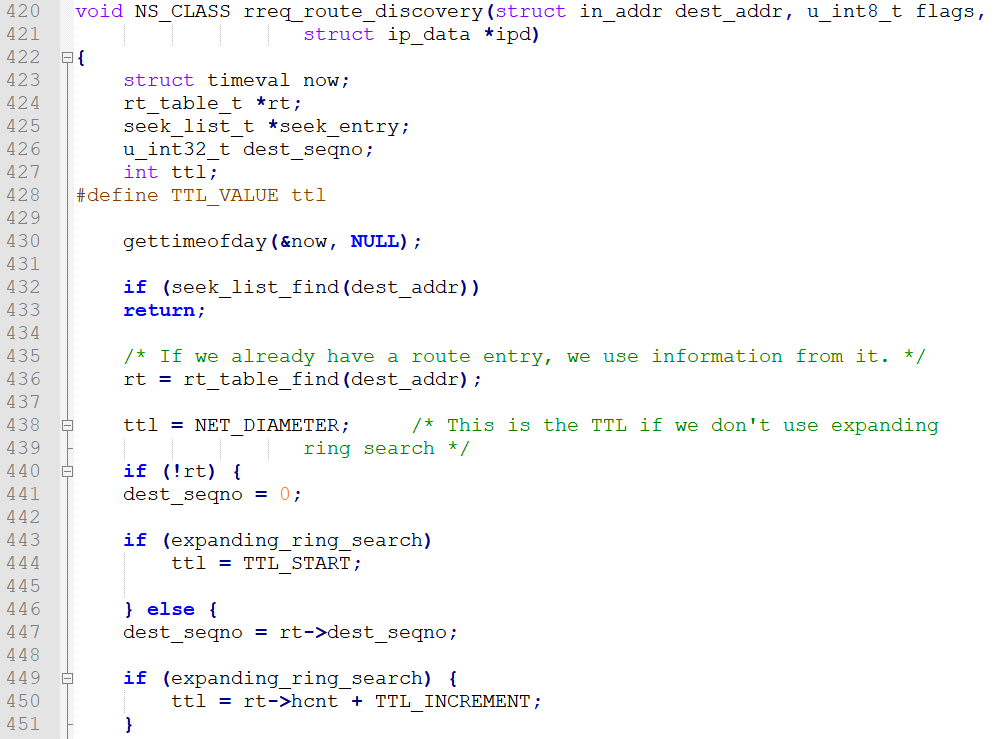 420 void NS_CLASS rreq_route_discovery(struct in_addr dest_addr, u_int8_t flags,
421                    struct ip_data *ipd)
422 {
423     struct timeval now;
424     rt_table_t *rt;
425     seek_list_t *seek_entry;
426     u_int32_t dest_seqno;
427     int ttl;
428 #define TTL_VALUE ttl
429
430     gettimeofday(&now, NULL);
431
432     if (seek_list_find(dest_addr))
433     return;
434
435     /* If we already have a route entry, we use information from it. */
436     rt = rt_table_find(dest_addr);
437
438     ttl = NET_DIAMETER;     /* This is the TTL if we don't use expanding
439                    ring search */
440     if (!rt) {
441     dest_seqno = 0;
442
443     if (expanding_ring_search)
444         ttl = TTL_START;
445
446     } else {
447     dest_seqno = rt->dest_seqno;
448
449     if (expanding_ring_search) {
450         ttl = rt->hcnt + TTL_INCREMENT;
451     }